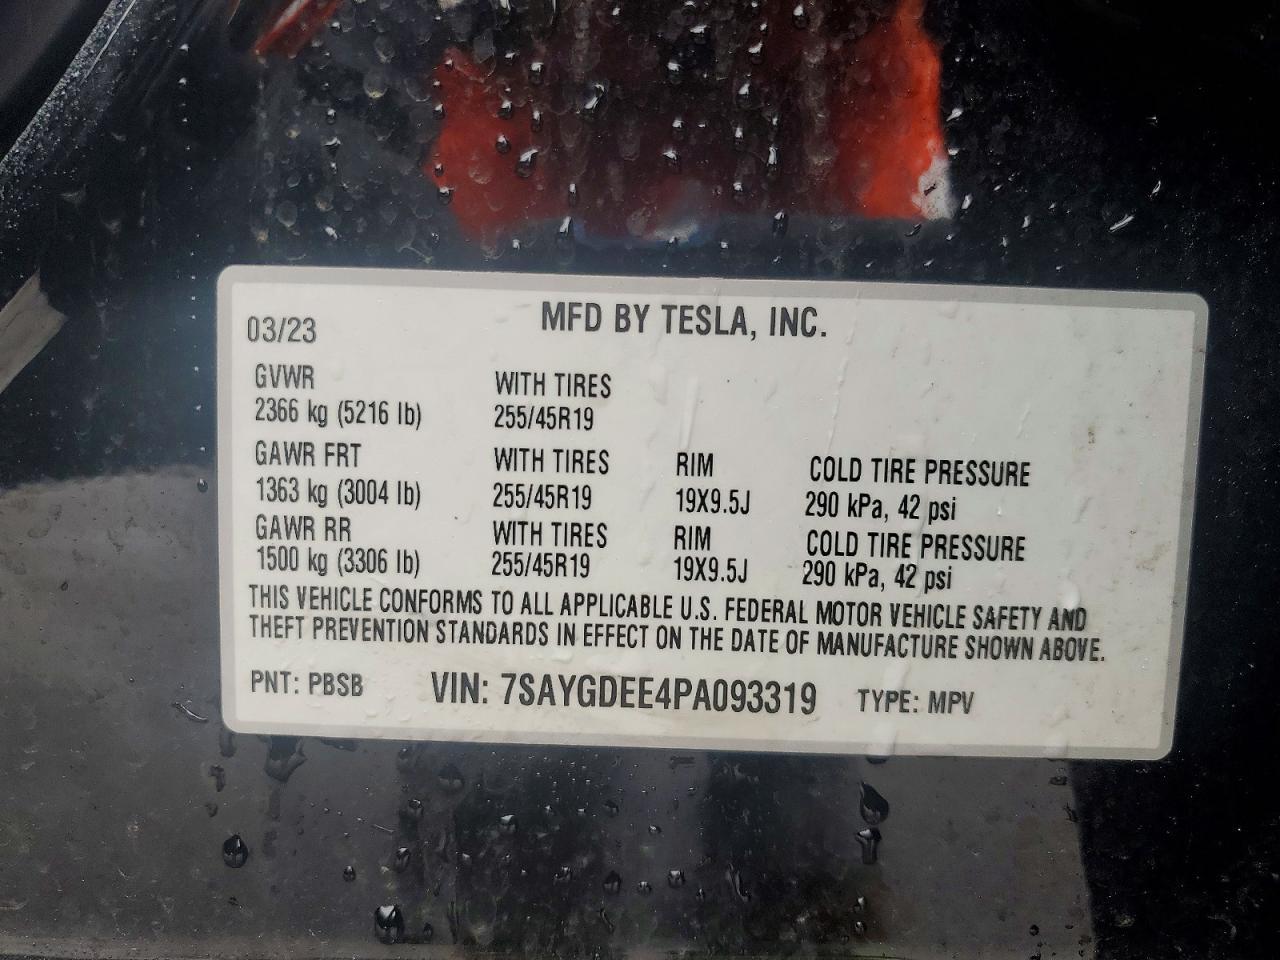 MFD BY TESLA, INC.
03/23
GVWR WITH TIRES
2366 kg (5216 lb) 255/45R19
GAWR FRT WITH TIRES RIM COLD TIRE PRESSURE
1363 kg (3004 lb) 255/45R19 19X9.5J 290 kPa, 42 psi
GAWR RR WITH TIRES RIM COLD TIRE PRESSURE
1500 kg (3306 lb) 255/45R19 19X9.5J 290 kPa, 42 psi
THIS VEHICLE CONFORMS TO ALL APPLICABLE U.S. FEDERAL MOTOR VEHICLE SAFETY AND
THEFT PREVENTION STANDARDS IN EFFECT ON THE DATE OF MANUFACTURE SHOWN ABOVE.
PNT: PBSB VIN: 7SAYGDEE4PA093319 TYPE: MPV